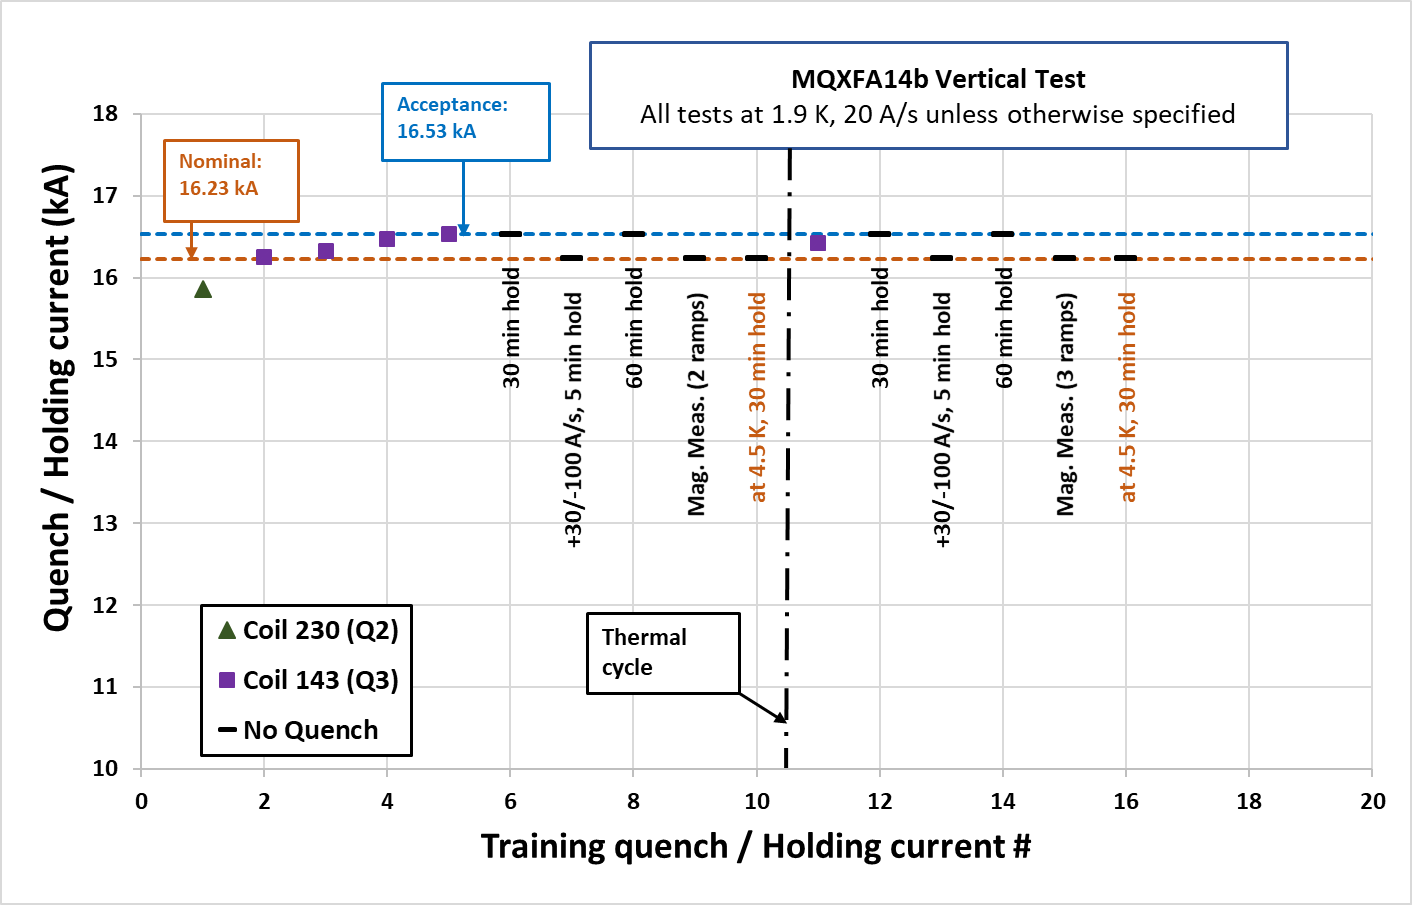 MQXFA14b Vertical Test
All tests at 1.9 K, 20 A/s unless otherwise specified
Acceptance:
16.53 kA
Nominal:
16.23 kA
Quench / Holding current (kA)
18
17
16
15
14
13
12
11
10
30 min hold
+30/-100 A/s, 5 min hold
60 min hold
Mag. Meas. (2 ramps)
at 4.5 K, 30 min hold
30 min hold
+30/-100 A/s, 5 min hold
60 min hold
Mag. Meas. (3 ramps)
at 4.5 K, 30 min hold
Coil 230 (Q2)
Coil 143 (Q3)
No Quench
Thermal
cycle
0 2 4 6 8 10 12 14 16 18 20
Training quench / Holding current #